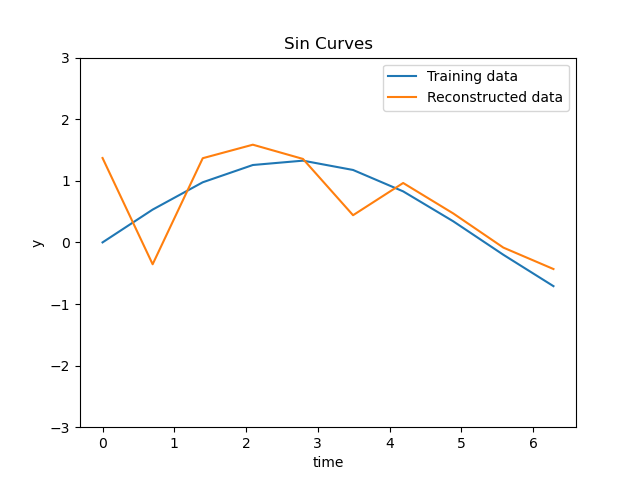 Sin Curves
Training data
Reconstructed data
3
2
1
0
−1
−2
−3
y
0 1 2 3 4 5 6
time